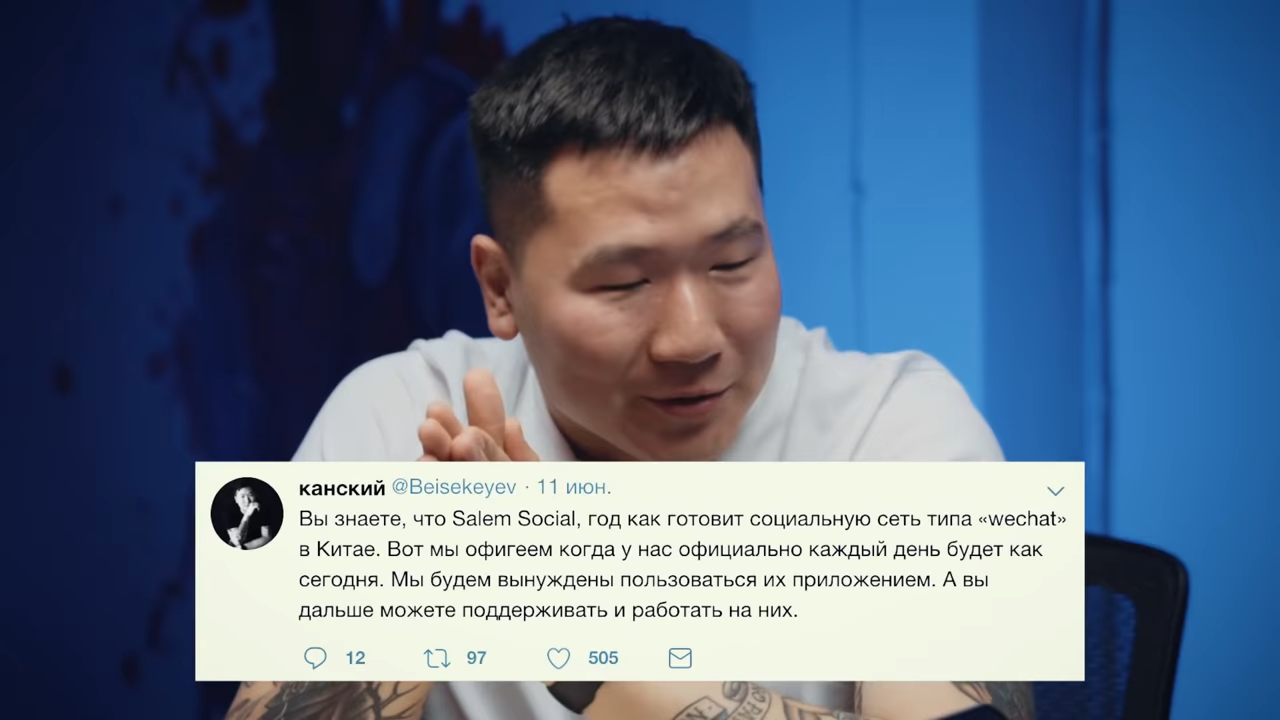 канский @Beisekeyev · 11 июн.
Вы знаете, что Salem Social, год как готовит социальную сеть типа «wechat»
в Китае. Вот мы офигеем когда у нас официально каждый день будет как
сегодня. Мы будем вынуждены пользоваться их приложением. А вы
дальше можете поддерживать и работать на них.
12 97 505